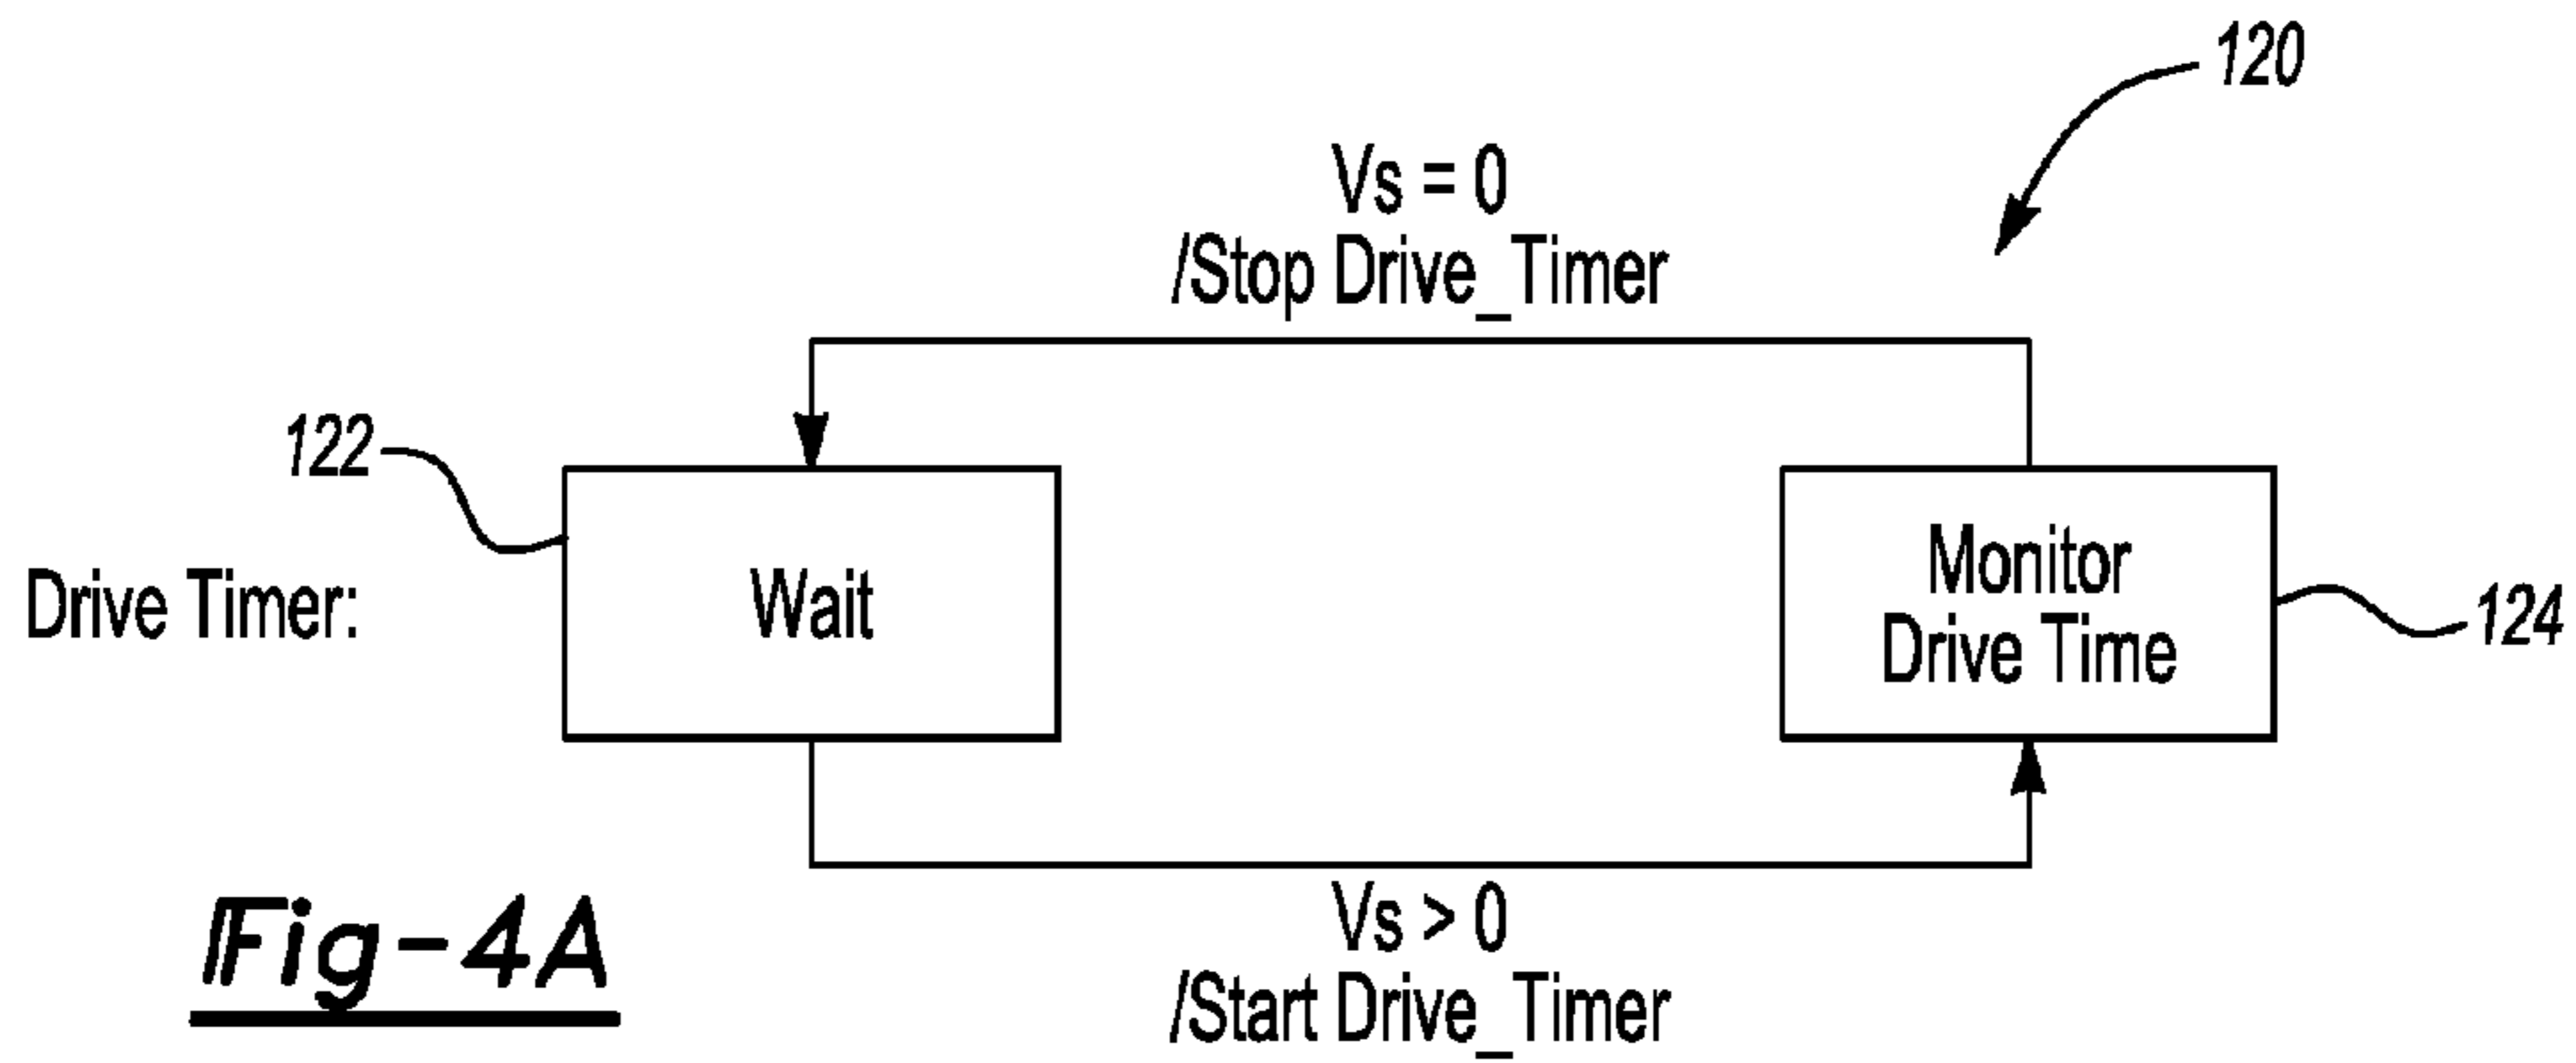 120
Vs = 0
/Stop Drive_Timer
122
Drive Timer:
Wait
Monitor
Drive Time
124
Vs > 0
/Start Drive_Timer
Fig-4A